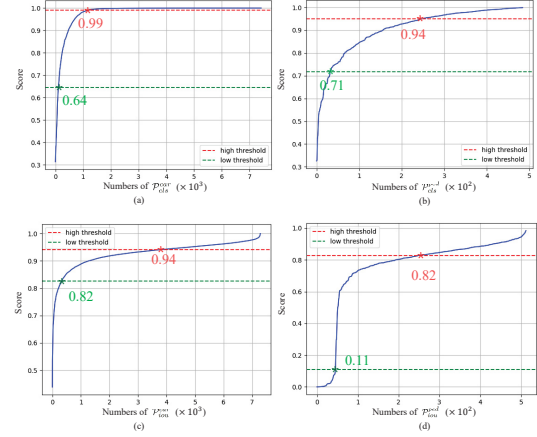 1.0
0.9
0.8
0.7
0.6
0.5
0.4
0.3
Score
0.99
0.64
high threshold
low threshold
0 1 2 3 4 5 6 7
Numbers of P_cls^car (×10³)
(a)
1.0
0.9
0.8
0.7
0.6
0.5
0.4
0.3
Score
0.94
0.71
high threshold
low threshold
0 1 2 3 4 5
Numbers of (×10²)
(b)
1.0
0.9
0.8
0.7
0.6
0.5
Score
high threshold
low threshold
0.94
0.82
0 1 2 3 4 5 6 7
Numbers of (×10³)
(c)
1.0
0.8
0.6
0.4
0.2
0.0
Score
high threshold
low threshold
0.82
0.11
0 1 2 3 4 5
Numbers of P_iou^ped (×10²)
(d)